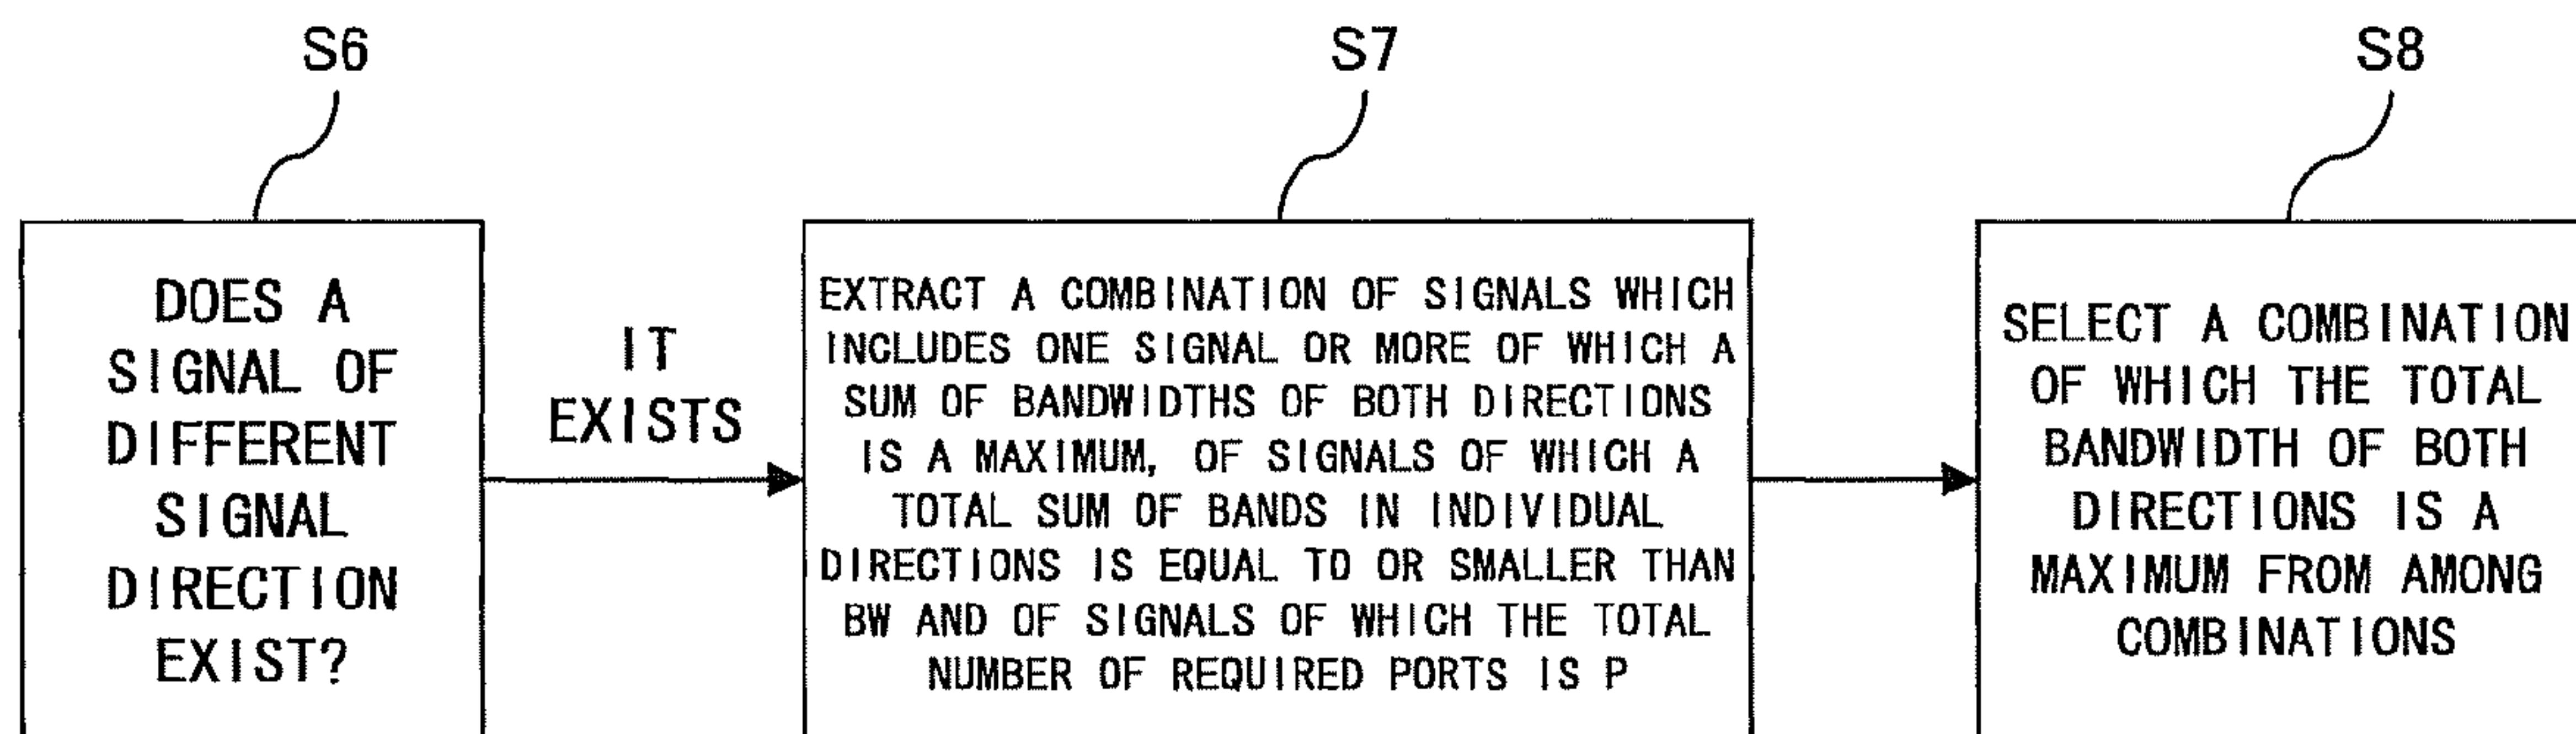 S6
S7
S8
DOES A
SIGNAL OF
DIFFERENT
SIGNAL
DIRECTION
EXIST?
IT
EXISTS
EXTRACT A COMBINATION OF SIGNALS WHICH
INCLUDES ONE SIGNAL OR MORE OF WHICH A
SUM OF BANDWIDTHS OF BOTH DIRECTIONS
IS A MAXIMUM, OF SIGNALS OF WHICH A
TOTAL SUM OF BANDS IN INDIVIDUAL
DIRECTIONS IS EQUAL TO OR SMALLER THAN
BW AND OF SIGNALS OF WHICH THE TOTAL
NUMBER OF REQUIRED PORTS IS P
SELECT A COMBINATION
OF WHICH THE TOTAL
BANDWIDTH OF BOTH
DIRECTIONS IS A
MAXIMUM FROM AMONG
COMBINATIONS